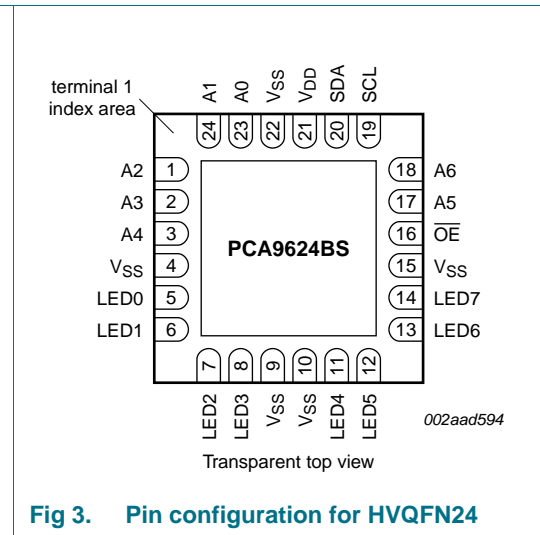 terminal 1
index area
A1
A0
VSS
VDD
SDA
SCL
24
23
22
21
20
19
A2 1
A3 2
A4 3
VSS 4
LED0 5
LED1 6
PCA9624BS
18 A6
17 A5
16 OE
15 VSS
14 LED7
13 LED6
7
8
9
10
11
12
LED2
LED3
VSS
VSS
LED4
LED5
002aad594
Transparent top view
Fig 3. Pin configuration for HVQFN24